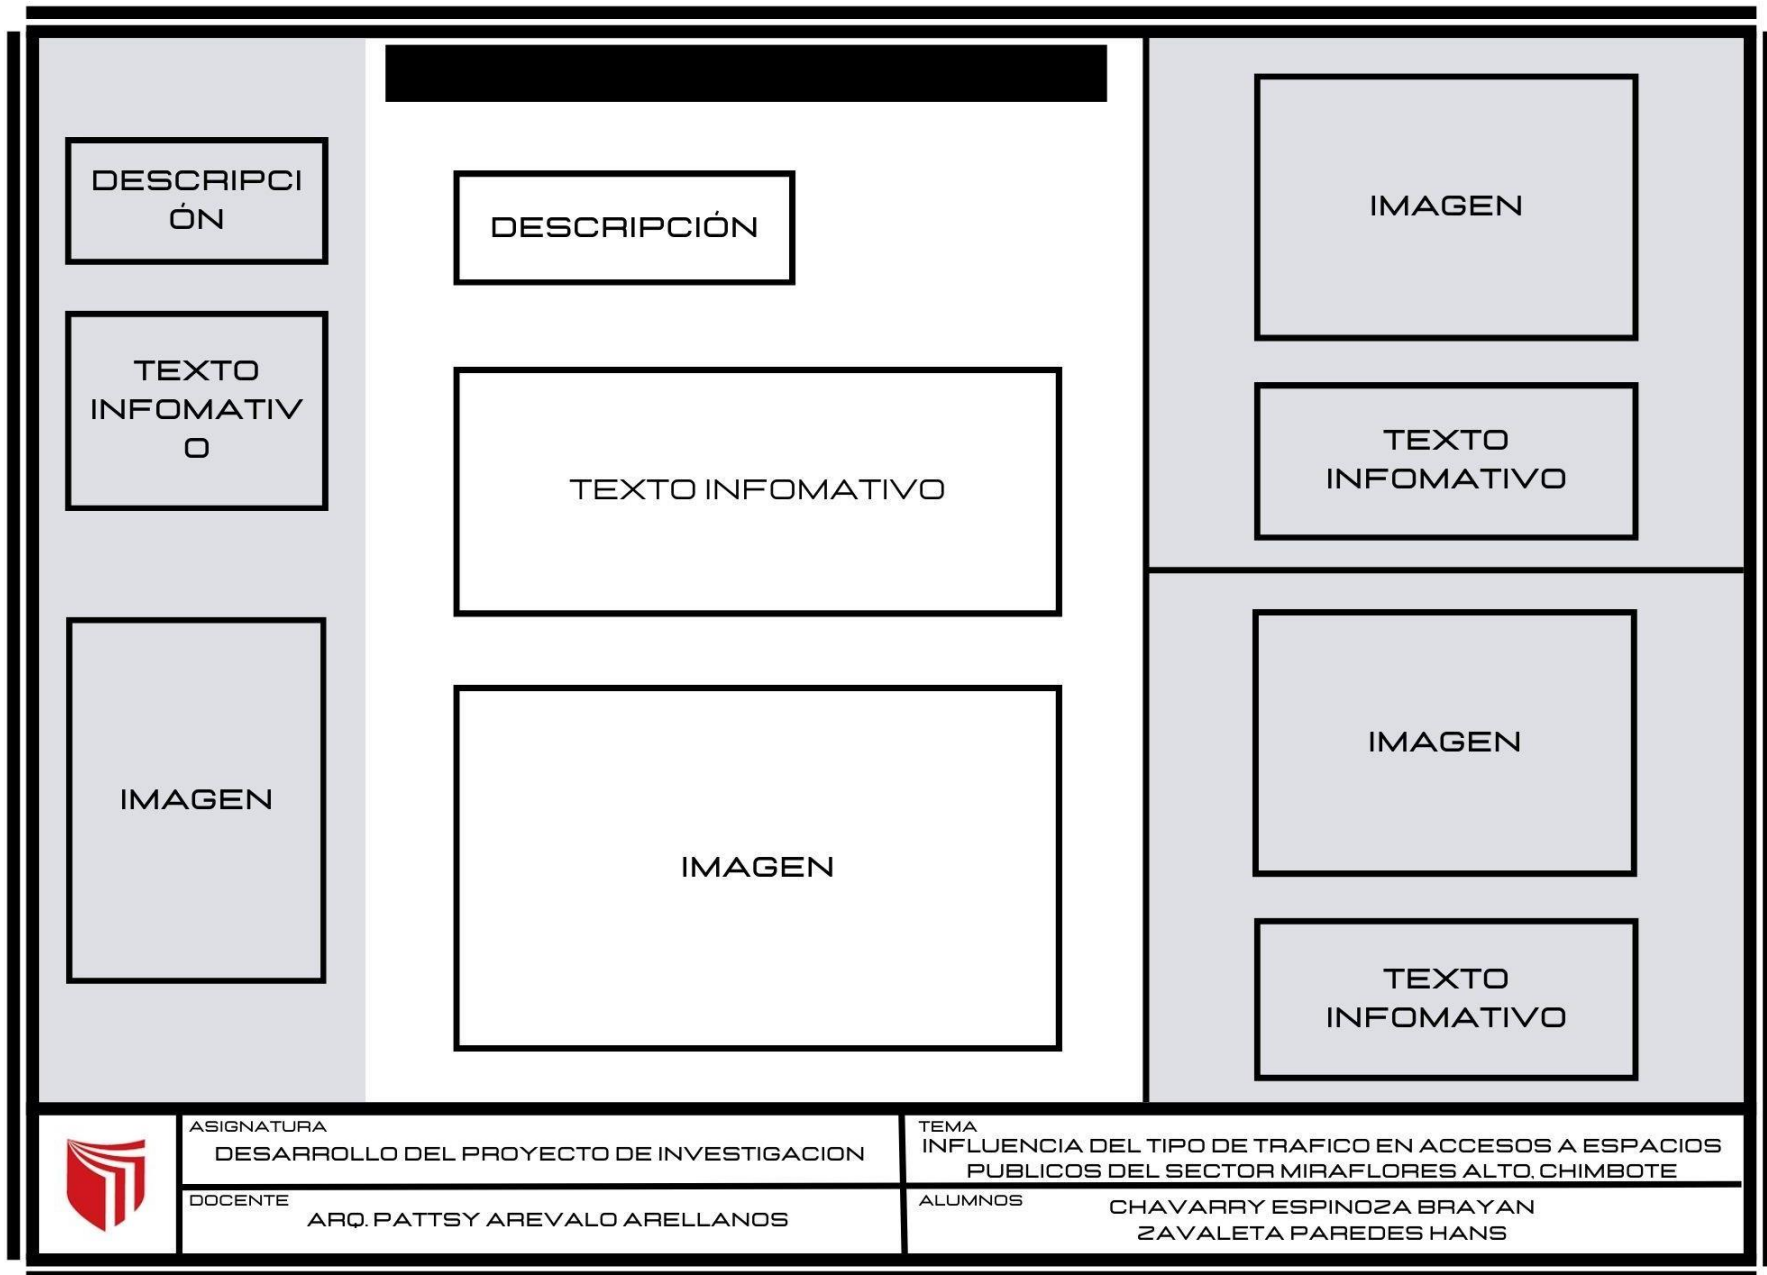 DESCRIPCI
ÓN
TEXTO
INFOMATIV
O
IMAGEN
DESCRIPCIÓN
TEXTO INFOMATIVO
IMAGEN
IMAGEN
TEXTO
INFOMATIVO
IMAGEN
TEXTO
INFOMATIVO
ASIGNATURA
DESARROLLO DEL PROYECTO DE INVESTIGACION
DOCENTE
ARQ. PATTSY AREVALO ARELLANOS
TEMA
INFLUENCIA DEL TIPO DE TRAFICO EN ACCESOS A ESPACIOS
PUBLICOS DEL SECTOR MIRAFLORES ALTO, CHIMBOTE
ALUMNOS
CHAVARRY ESPINOZA BRAYAN
ZAVALETA PAREDES HANS